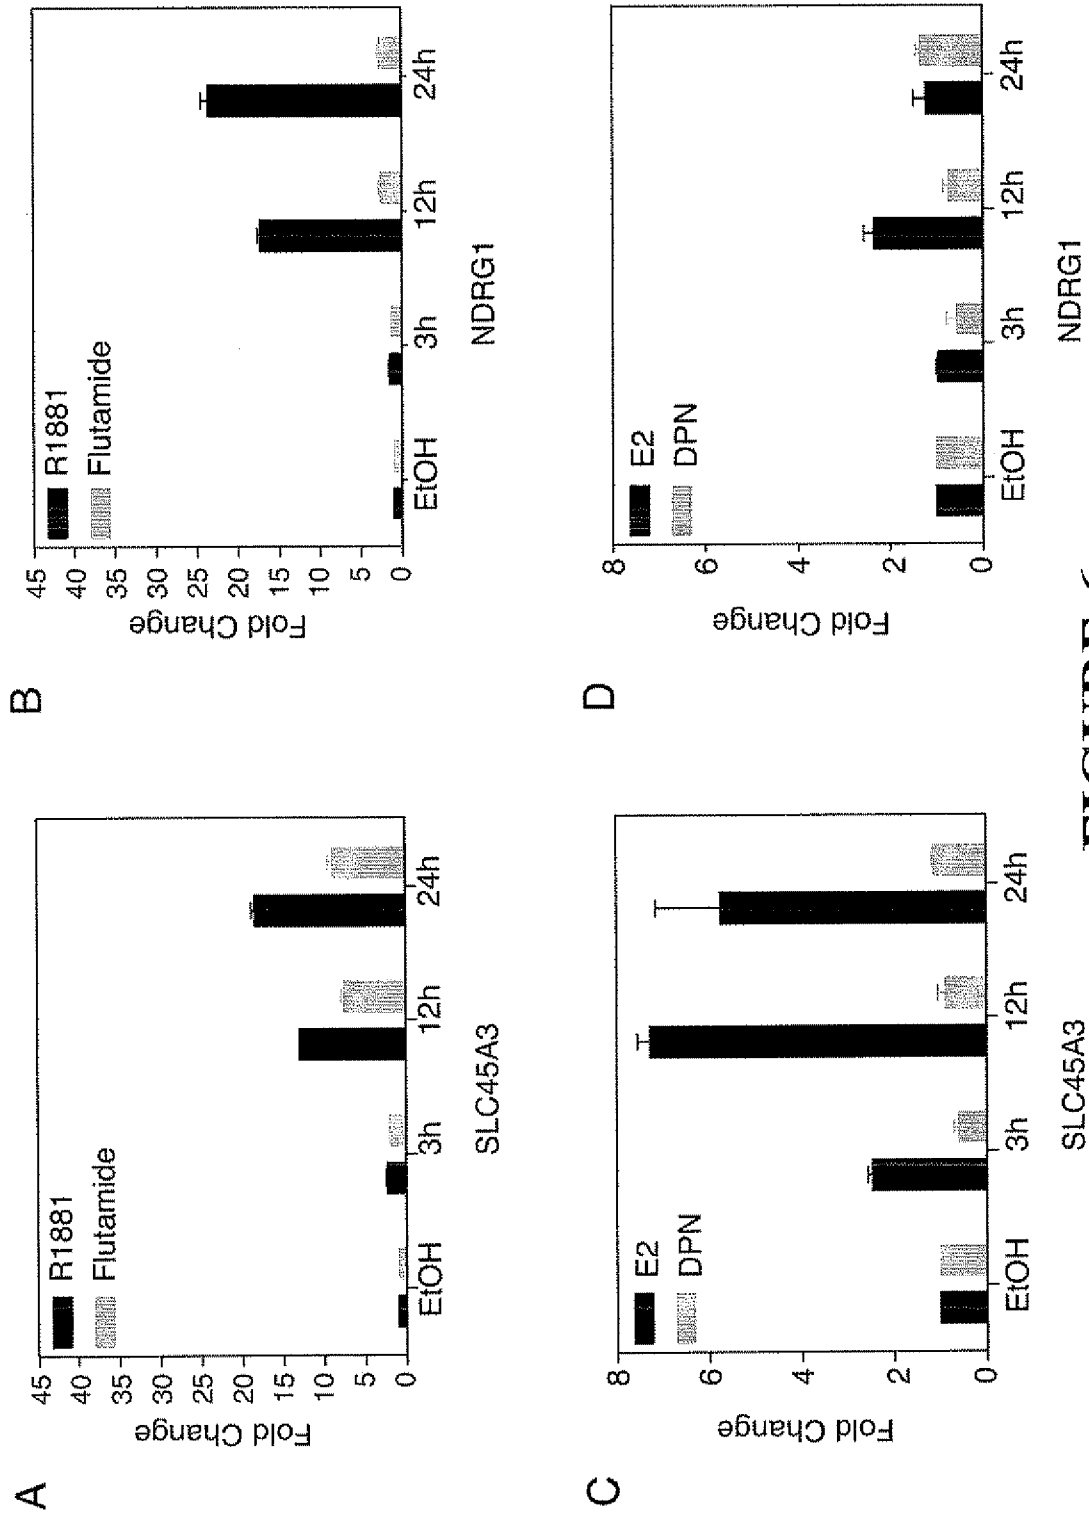 A
Fold Change
45
40
35
30
25
20
15
10
5
0
R1881
Flutamide
EtOH
3h
12h
24h
SLC45A3
B
Fold Change
45
40
35
30
25
20
15
10
5
0
R1881
Flutamide
EtOH
3h
12h
24h
NDRG1
C
Fold Change
8
6
4
2
0
E2
DPN
EtOH
3h
12h
24h
SLC45A3
D
Fold Change
8
6
4
2
0
E2
DPN
EtOH
3h
12h
24h
NDRG1
FIGURE